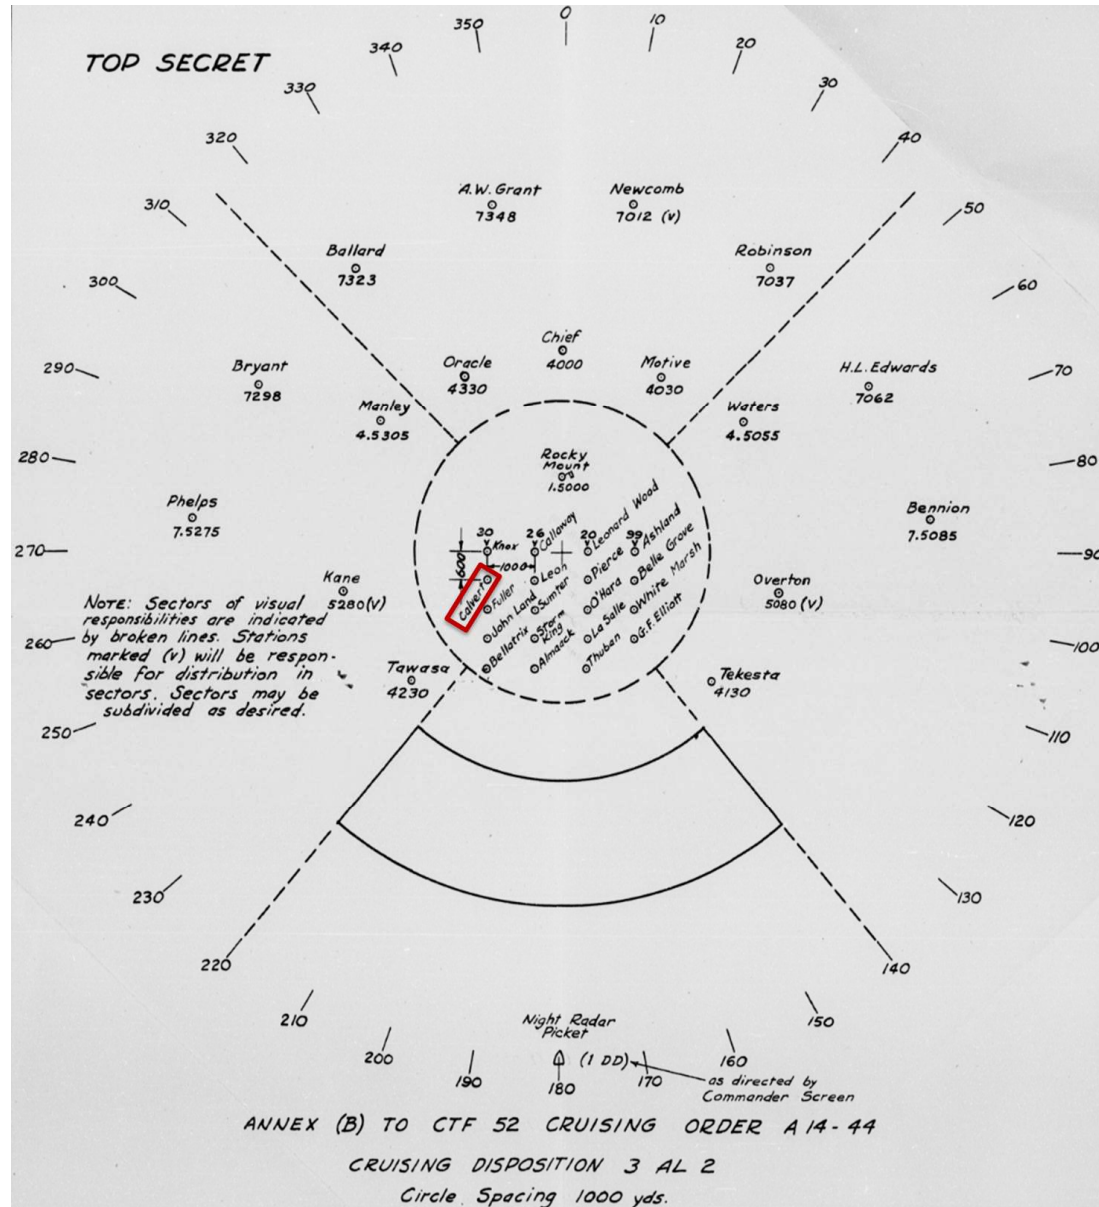 TOP SECRET
0
10
20
30
40
50
60
70
80
90
100
110
120
130
140
150
160
170
180
190
200
210
220
230
240
250
260
270
280
290
300
310
320
330
340
350
A.W. Grant
7348
Newcomb
7012 (V)
Ballard
7323
Robinson
7037
Chief
4000
Bryant
7298
Oracle
4330
Motive
4030
H.L. Edwards
7062
Manley
4.5305
Waters
4.5055
Rocky
Mount
1.5000
Phelps
7.5275
Bennion
7.5085
30
26
20
99
Knox
Callaway
Leonard Wood
Ashland
600
1000
Calvert
Leon
Pierce
Belle Grove
Fuller
Sumter
O'Hara
White Marsh
John Land
Storm
King
La Salle
G.F. Elliott
Bellatrix
Almaack
Thuban
Kane
5280(V)
Overton
5080 (V)
Tawasa
4230
Tekesta
4130
NOTE: Sectors of visual
responsibilities are indicated
by broken lines. Stations
marked (v) will be respon-
sible for distribution in
sectors. Sectors may be
subdivided as desired.
Night Radar
Picket
(1 DD)
as directed by
Commander Screen
ANNEX (B) TO CTF 52 CRUISING ORDER A 14-44
CRUISING DISPOSITION 3 AL 2
Circle Spacing 1000 yds.